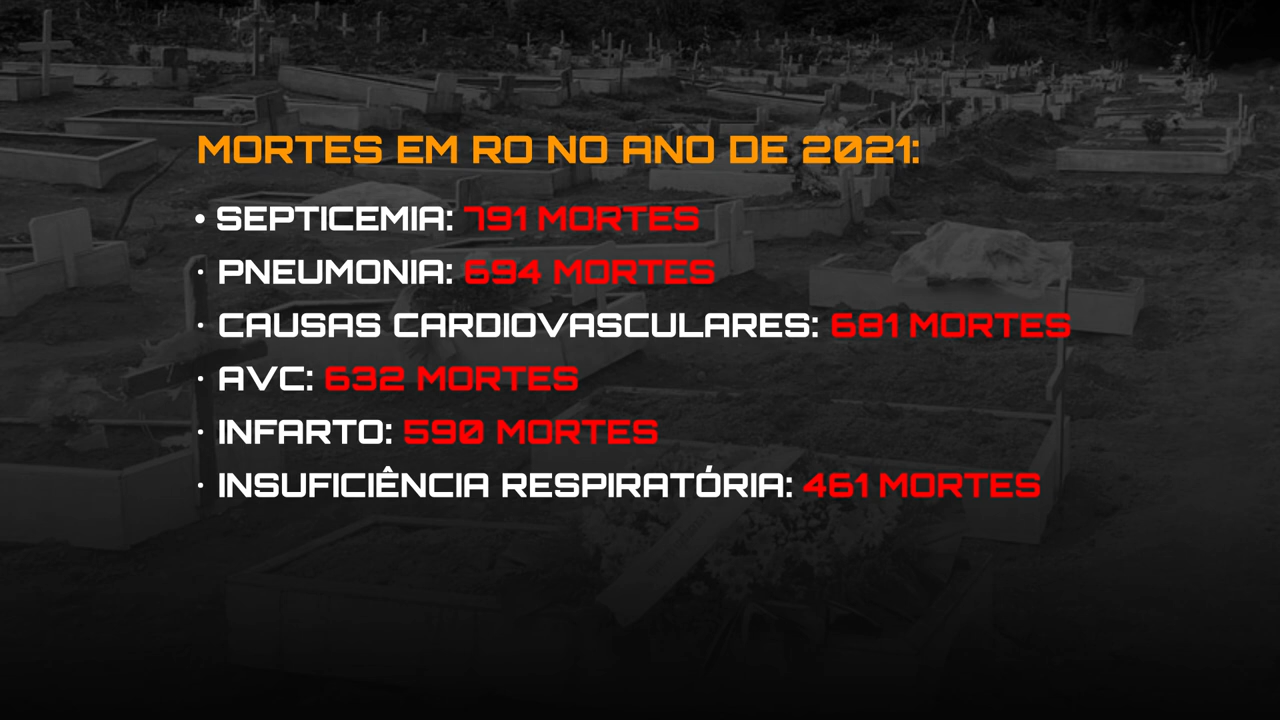 MORTES EM RO NO ANO DE 2021:
• SEPTICEMIA: 791 MORTES
• PNEUMONIA: 694 MORTES
• CAUSAS CARDIOVASCULARES: 681 MORTES
• AVC: 632 MORTES
• INFARTO: 590 MORTES
• INSUFICIÊNCIA RESPIRATÓRIA: 461 MORTES